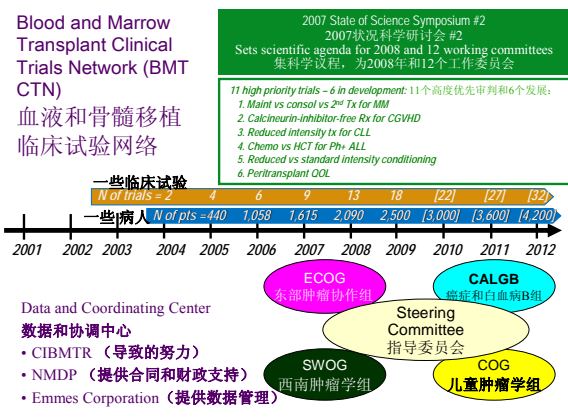 Blood and Marrow
Transplant Clinical
Trials Network (BMT
CTN)
血液和骨髓移植
临床试验网络
2007 State of Science Symposium #2
2007状况科学研讨会 #2
Sets scientific agenda for 2008 and 12 working committees
集科学议程，为2008年和12个工作委员会
11 high priority trials – 6 in development: 11个高度优先审判和6个发展：
1. Maint vs consol vs 2nd Tx for MM
2. Calcineurin-inhibitor-free Rx for CGVHD
3. Reduced intensity tx for CLL
4. Chemo vs HCT for Ph+ ALL
5. Reduced vs standard intensity conditioning
6. Peritransplant QOL
一些临床试验
N of trials = 2 4 6 9 13 18 [22] [27] [32]
一些病人 N of pts =440 1,058 1,615 2,090 2,500 [3,000] [3,600] [4,200]
2001 2002 2003 2004 2005 2006 2007 2008 2009 2010 2011 2012
ECOG
东部肿瘤协作组
CALGB
癌症和白血病B组
Steering
Committee
指导委员会
SWOG
西南肿瘤学组
COG
儿童肿瘤学组
Data and Coordinating Center
数据和协调中心
• CIBMTR （导致的努力）
• NMDP （提供合同和财政支持）
• Emmes Corporation（提供数据管理）